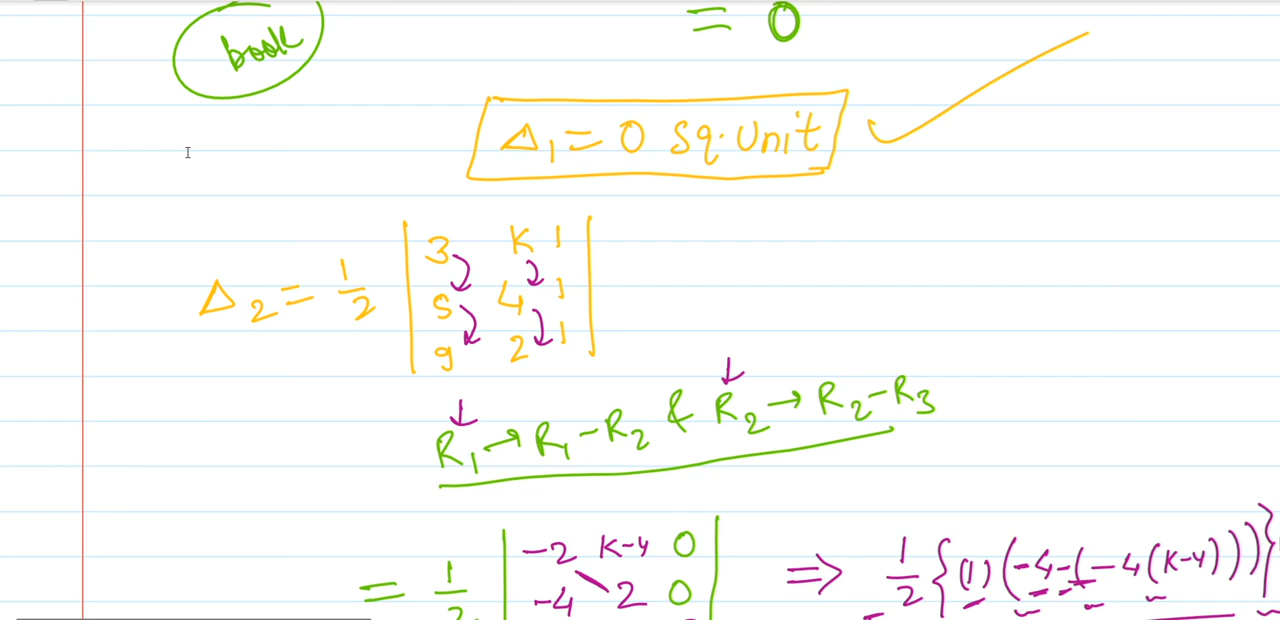 = 0
book
Δ1 = 0 sq. unit
Δ2 = 1/2 | 3 K 1 |
| 5 4 1 |
| 9 2 1 |
R1 → R1 - R2 & R2 → R2 - R3
= 1/2 | -2 K-4 0 | ⇒ 1/2 {(1)(-4-(-4(K-4)))}
| -4 2 0 |